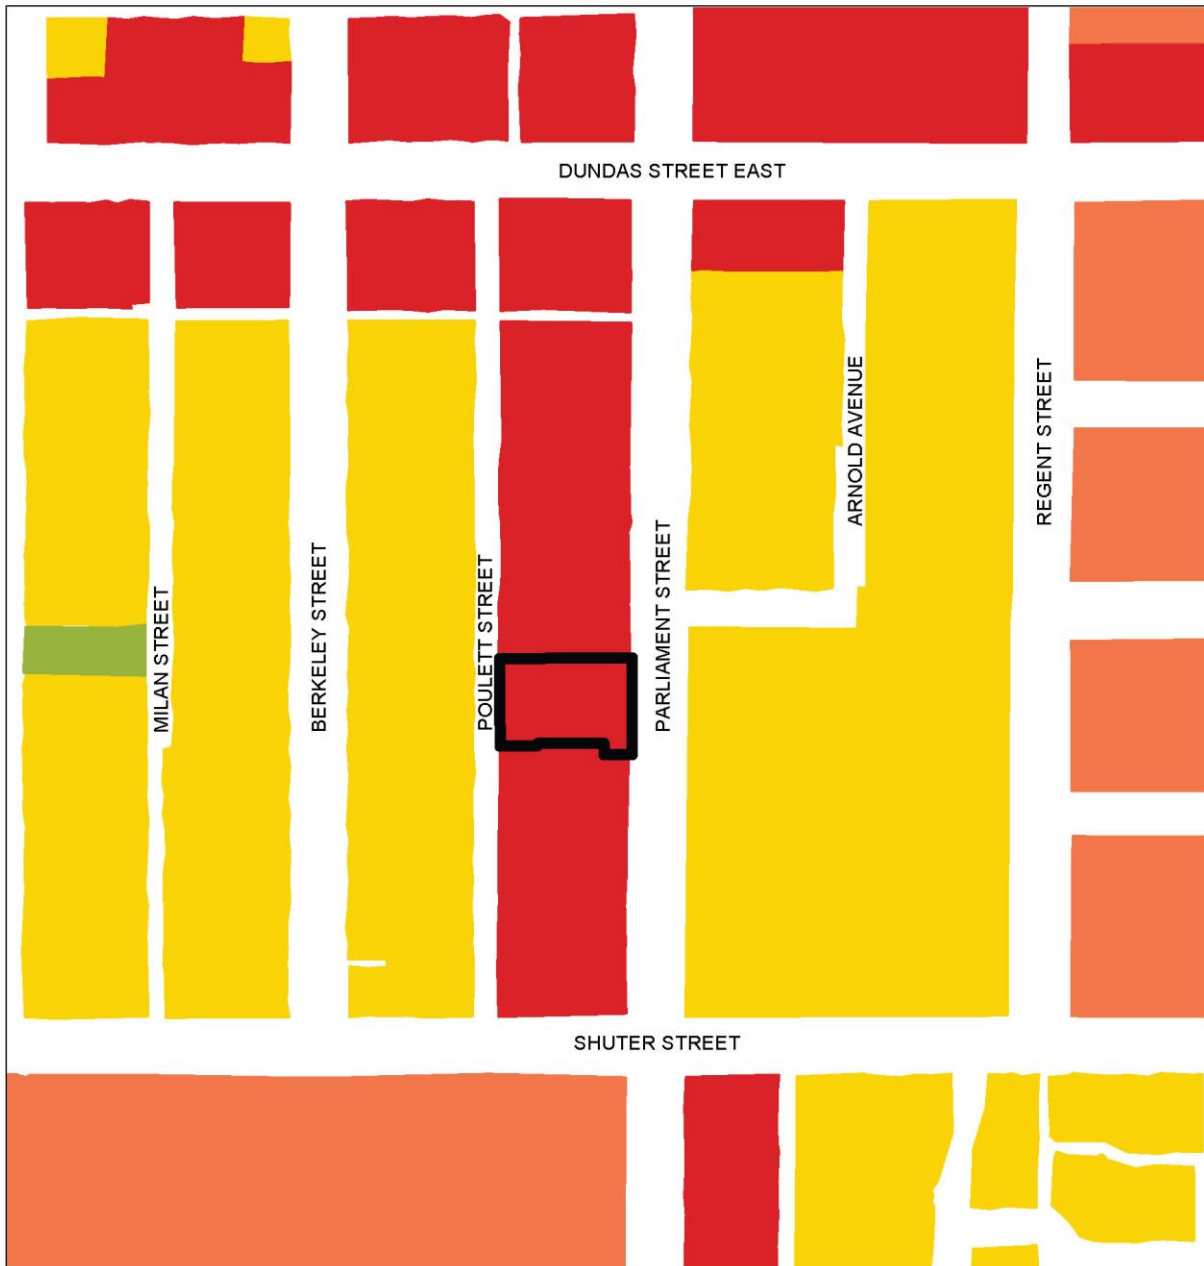 DUNDAS STREET EAST
ARNOLD AVENUE
REGENT STREET
MILAN STREET
BERKELEY STREET
POULETT STREET
PARLIAMENT STREET
SHUTER STREET